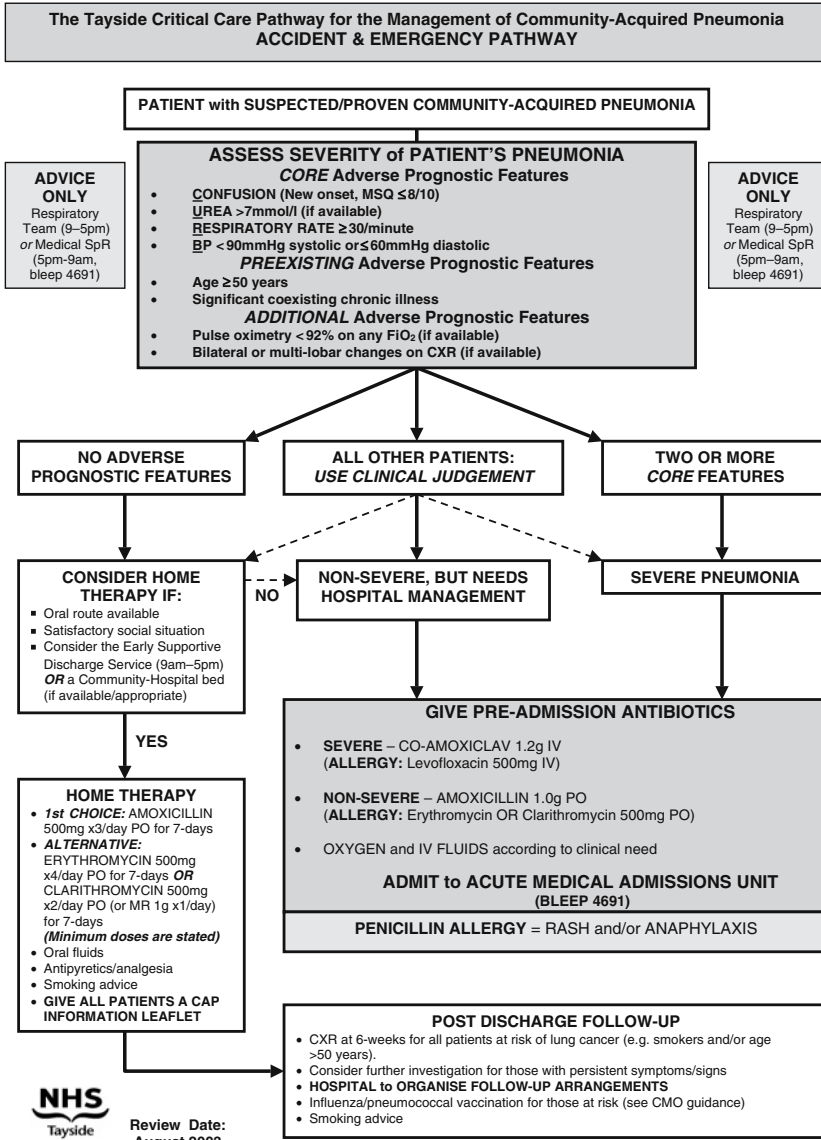 The Tayside Critical Care Pathway for the Management of Community-Acquired Pneumonia
ACCIDENT & EMERGENCY PATHWAY
PATIENT with SUSPECTED/PROVEN COMMUNITY-ACQUIRED PNEUMONIA
ADVICE
ONLY
Respiratory
Team (9–5pm)
or Medical SpR
(5pm-9am,
bleep 4691)
ASSESS SEVERITY of PATIENT'S PNEUMONIA
CORE Adverse Prognostic Features
• CONFUSION (New onset, MSQ ≤8/10)
• UREA >7mmol/l (if available)
• RESPIRATORY RATE ≥30/minute
• BP <90mmHg systolic or≤60mmHg diastolic
PREEXISTING Adverse Prognostic Features
• Age ≥50 years
• Significant coexisting chronic illness
ADDITIONAL Adverse Prognostic Features
• Pulse oximetry <92% on any FiO2 (if available)
• Bilateral or multi-lobar changes on CXR (if available)
ADVICE
ONLY
Respiratory
Team (9–5pm)
or Medical SpR
(5pm–9am,
bleep 4691)
NO ADVERSE
PROGNOSTIC FEATURES
ALL OTHER PATIENTS:
USE CLINICAL JUDGEMENT
TWO OR MORE
CORE FEATURES
CONSIDER HOME
THERAPY IF:
▪ Oral route available
▪ Satisfactory social situation
▪ Consider the Early Supportive
Discharge Service (9am–5pm)
OR a Community-Hospital bed
(if available/appropriate)
NO
NON-SEVERE, BUT NEEDS
HOSPITAL MANAGEMENT
SEVERE PNEUMONIA
YES
GIVE PRE-ADMISSION ANTIBIOTICS
• SEVERE – CO-AMOXICLAV 1.2g IV
(ALLERGY: Levofloxacin 500mg IV)
• NON-SEVERE – AMOXICILLIN 1.0g PO
(ALLERGY: Erythromycin OR Clarithromycin 500mg PO)
• OXYGEN and IV FLUIDS according to clinical need
ADMIT to ACUTE MEDICAL ADMISSIONS UNIT
(BLEEP 4691)
PENICILLIN ALLERGY = RASH and/or ANAPHYLAXIS
HOME THERAPY
• 1st CHOICE: AMOXICILLIN
500mg x3/day PO for 7-days
• ALTERNATIVE:
ERYTHROMYCIN 500mg
x4/day PO for 7-days OR
CLARITHROMYCIN 500mg
x2/day PO (or MR 1g x1/day)
for 7-days
(Minimum doses are stated)
• Oral fluids
• Antipyretics/analgesia
• Smoking advice
• GIVE ALL PATIENTS A CAP
INFORMATION LEAFLET
POST DISCHARGE FOLLOW-UP
• CXR at 6-weeks for all patients at risk of lung cancer (e.g. smokers and/or age
>50 years).
• Consider further investigation for those with persistent symptoms/signs
• HOSPITAL to ORGANISE FOLLOW-UP ARRANGEMENTS
• Influenza/pneumococcal vaccination for those at risk (see CMO guidance)
• Smoking advice
NHS
Tayside
Review Date:
August